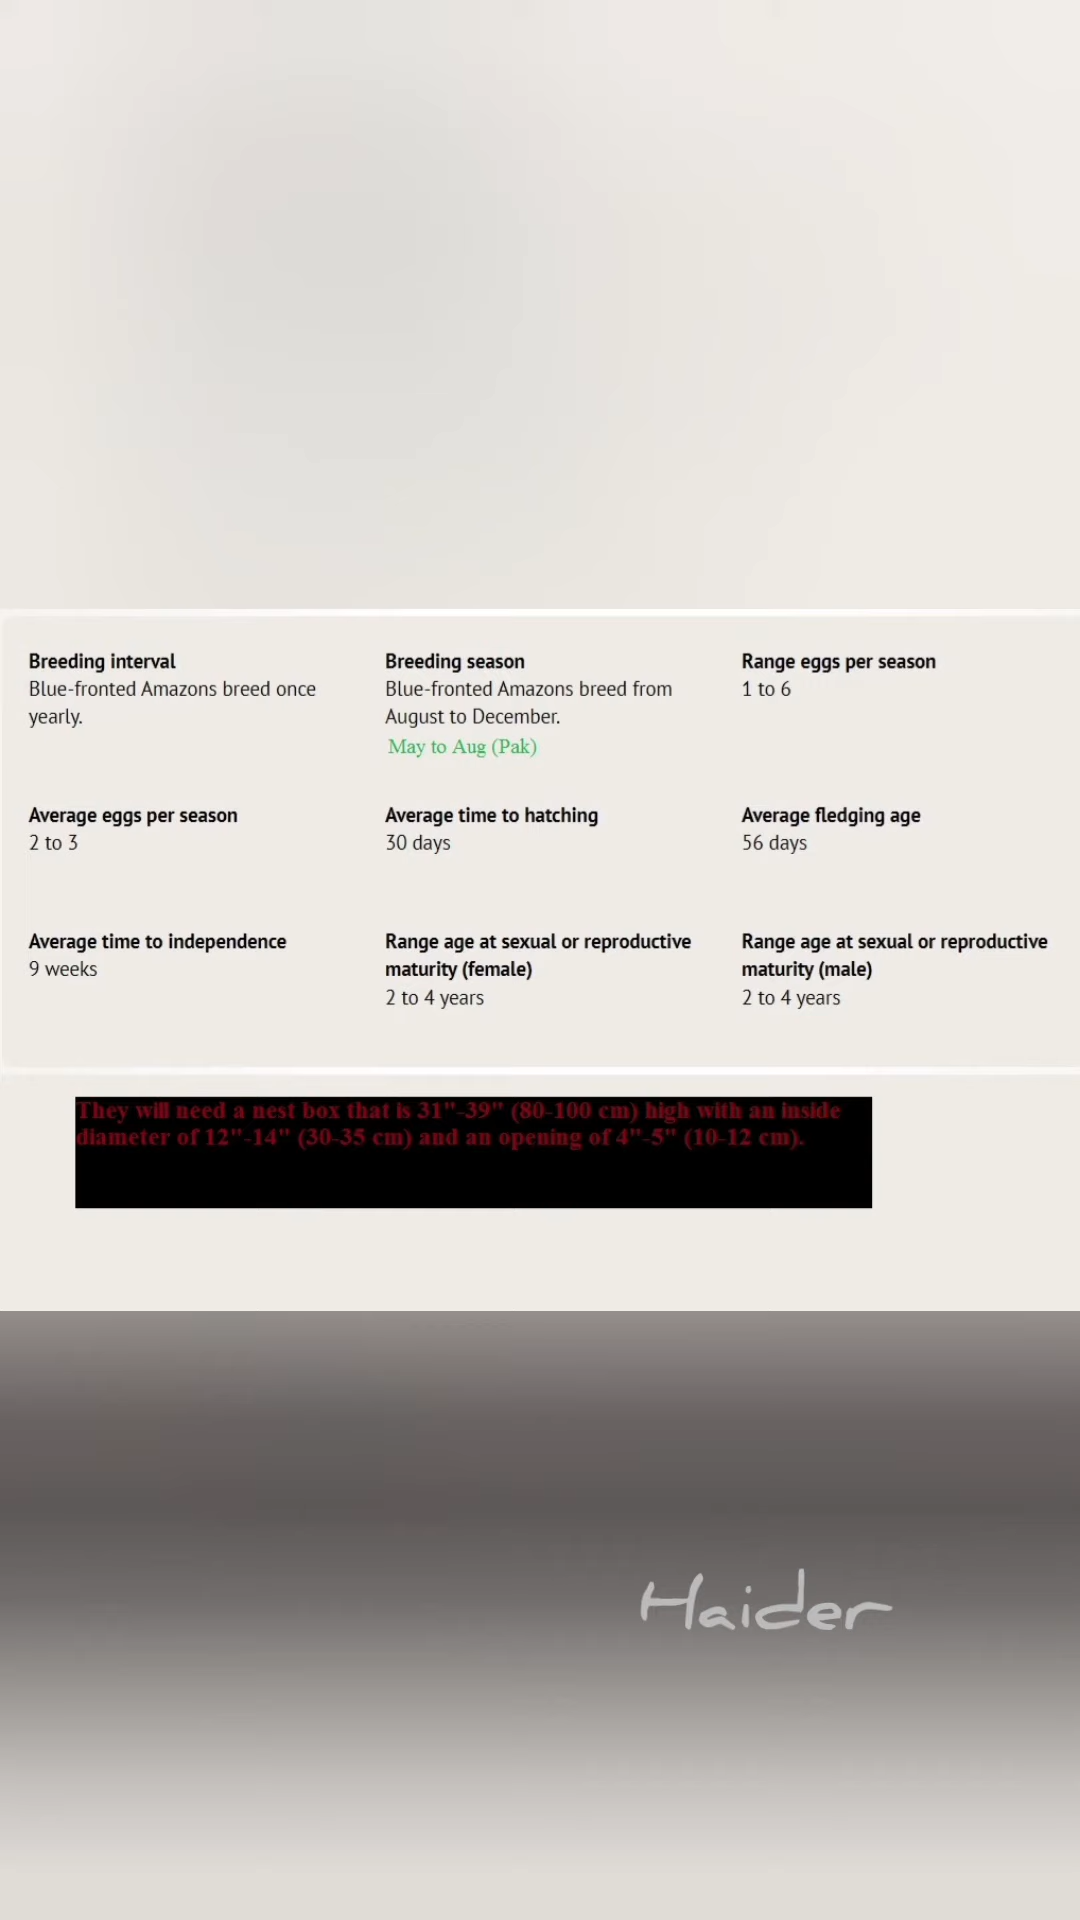 Breeding interval
Blue-fronted Amazons breed once
yearly.
Breeding season
Blue-fronted Amazons breed from
August to December.
May to Aug (Pak)
Range eggs per season
1 to 6
Average eggs per season
2 to 3
Average time to hatching
30 days
Average fledging age
56 days
Average time to independence
9 weeks
Range age at sexual or reproductive
maturity (female)
2 to 4 years
Range age at sexual or reproductive
maturity (male)
2 to 4 years
They will need a nest box that is 31"-39" (80-100 cm) high with an inside
diameter of 12"-14" (30-35 cm) and an opening of 4"-5" (10-12 cm).
Haider